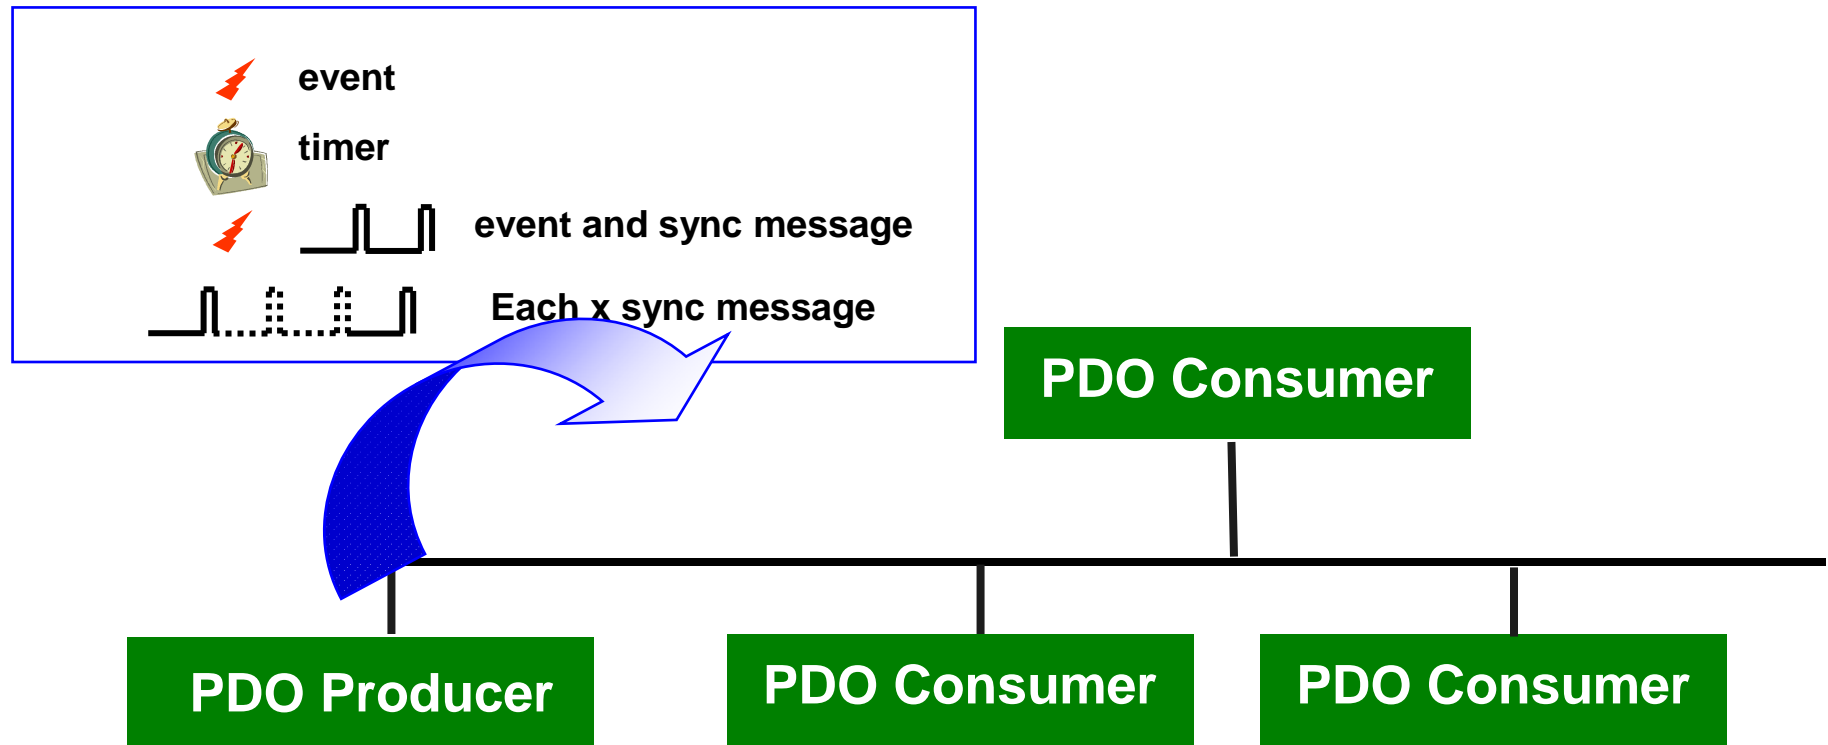 event
timer
event and sync message
Each x sync message
PDO Consumer
PDO Producer
PDO Consumer
PDO Consumer